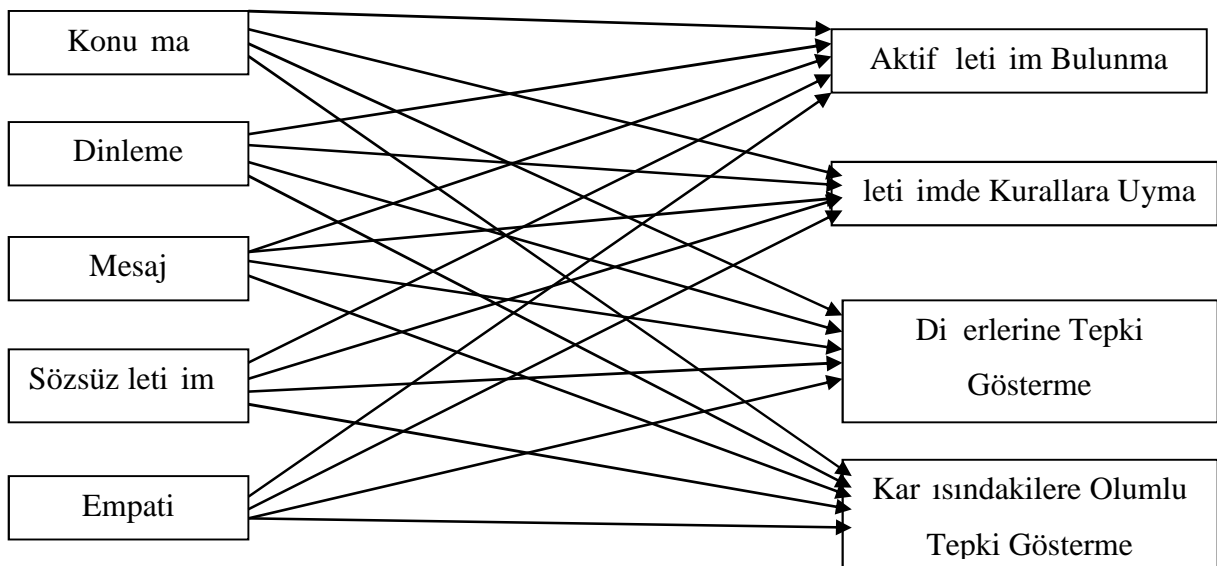 Konu ma
Dinleme
Mesaj
Sözsüz leti im
Empati
Aktif leti im Bulunma
leti imde Kurallara Uyma
Di erlerine Tepki
Gösterme
Kar ısındakilere Olumlu
Tepki Gösterme